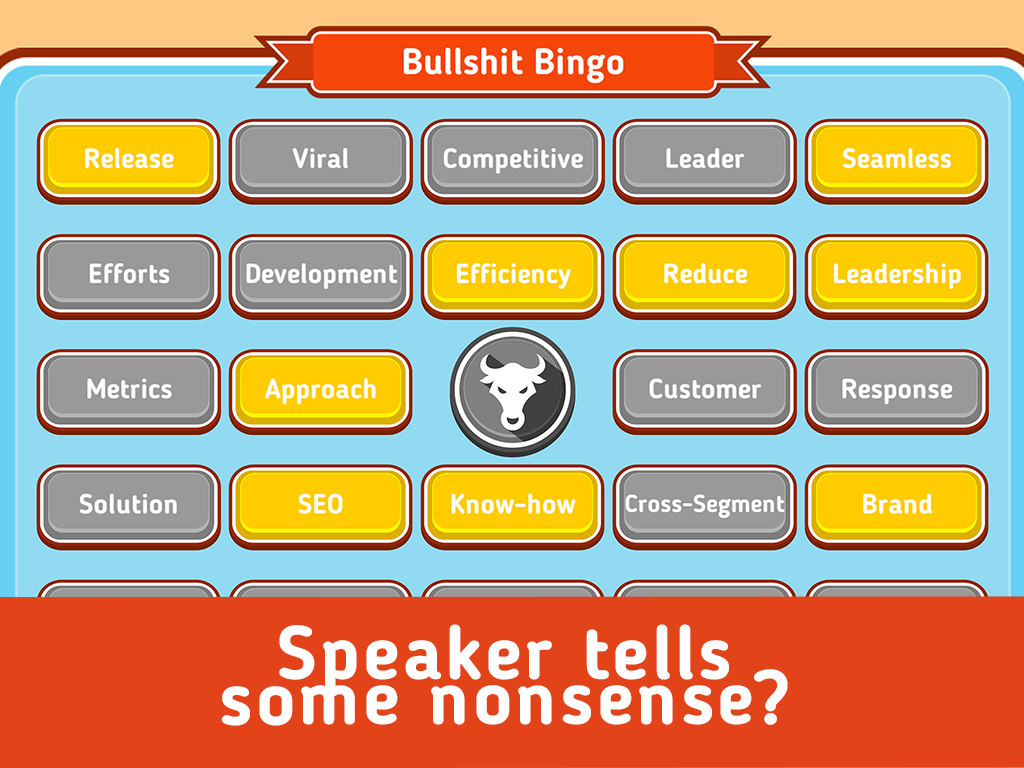 Bullshit Bingo
Release Viral Competitive Leader Seamless
Efforts Development Efficiency Reduce Leadership
Metrics Approach Customer Response
Solution SEO Know-how Cross-Segment Brand
Speaker tells
some nonsense?